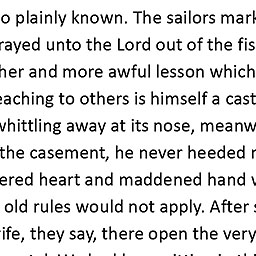 o plainly known. The sailors mark
rayed unto the Lord out of the fis
her and more awful lesson which
eaching to others is himself a cast
whittling away at its nose, meanw
the casement, he never heeded
ered heart and maddened hand
old rules would not apply. After s
ife, they say, there open the very